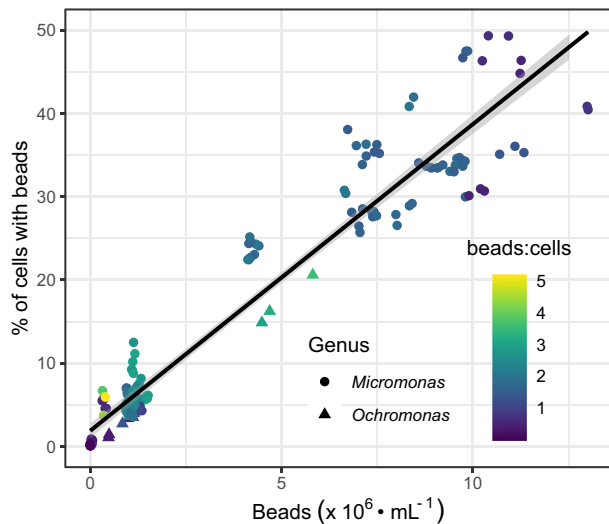 50
40
30
20
10
0
% of cells with beads
beads:cells
5
4
3
2
1
Genus
Micromonas
Ochromonas
0
5
10
Beads (x 10⁶ • mL⁻¹)